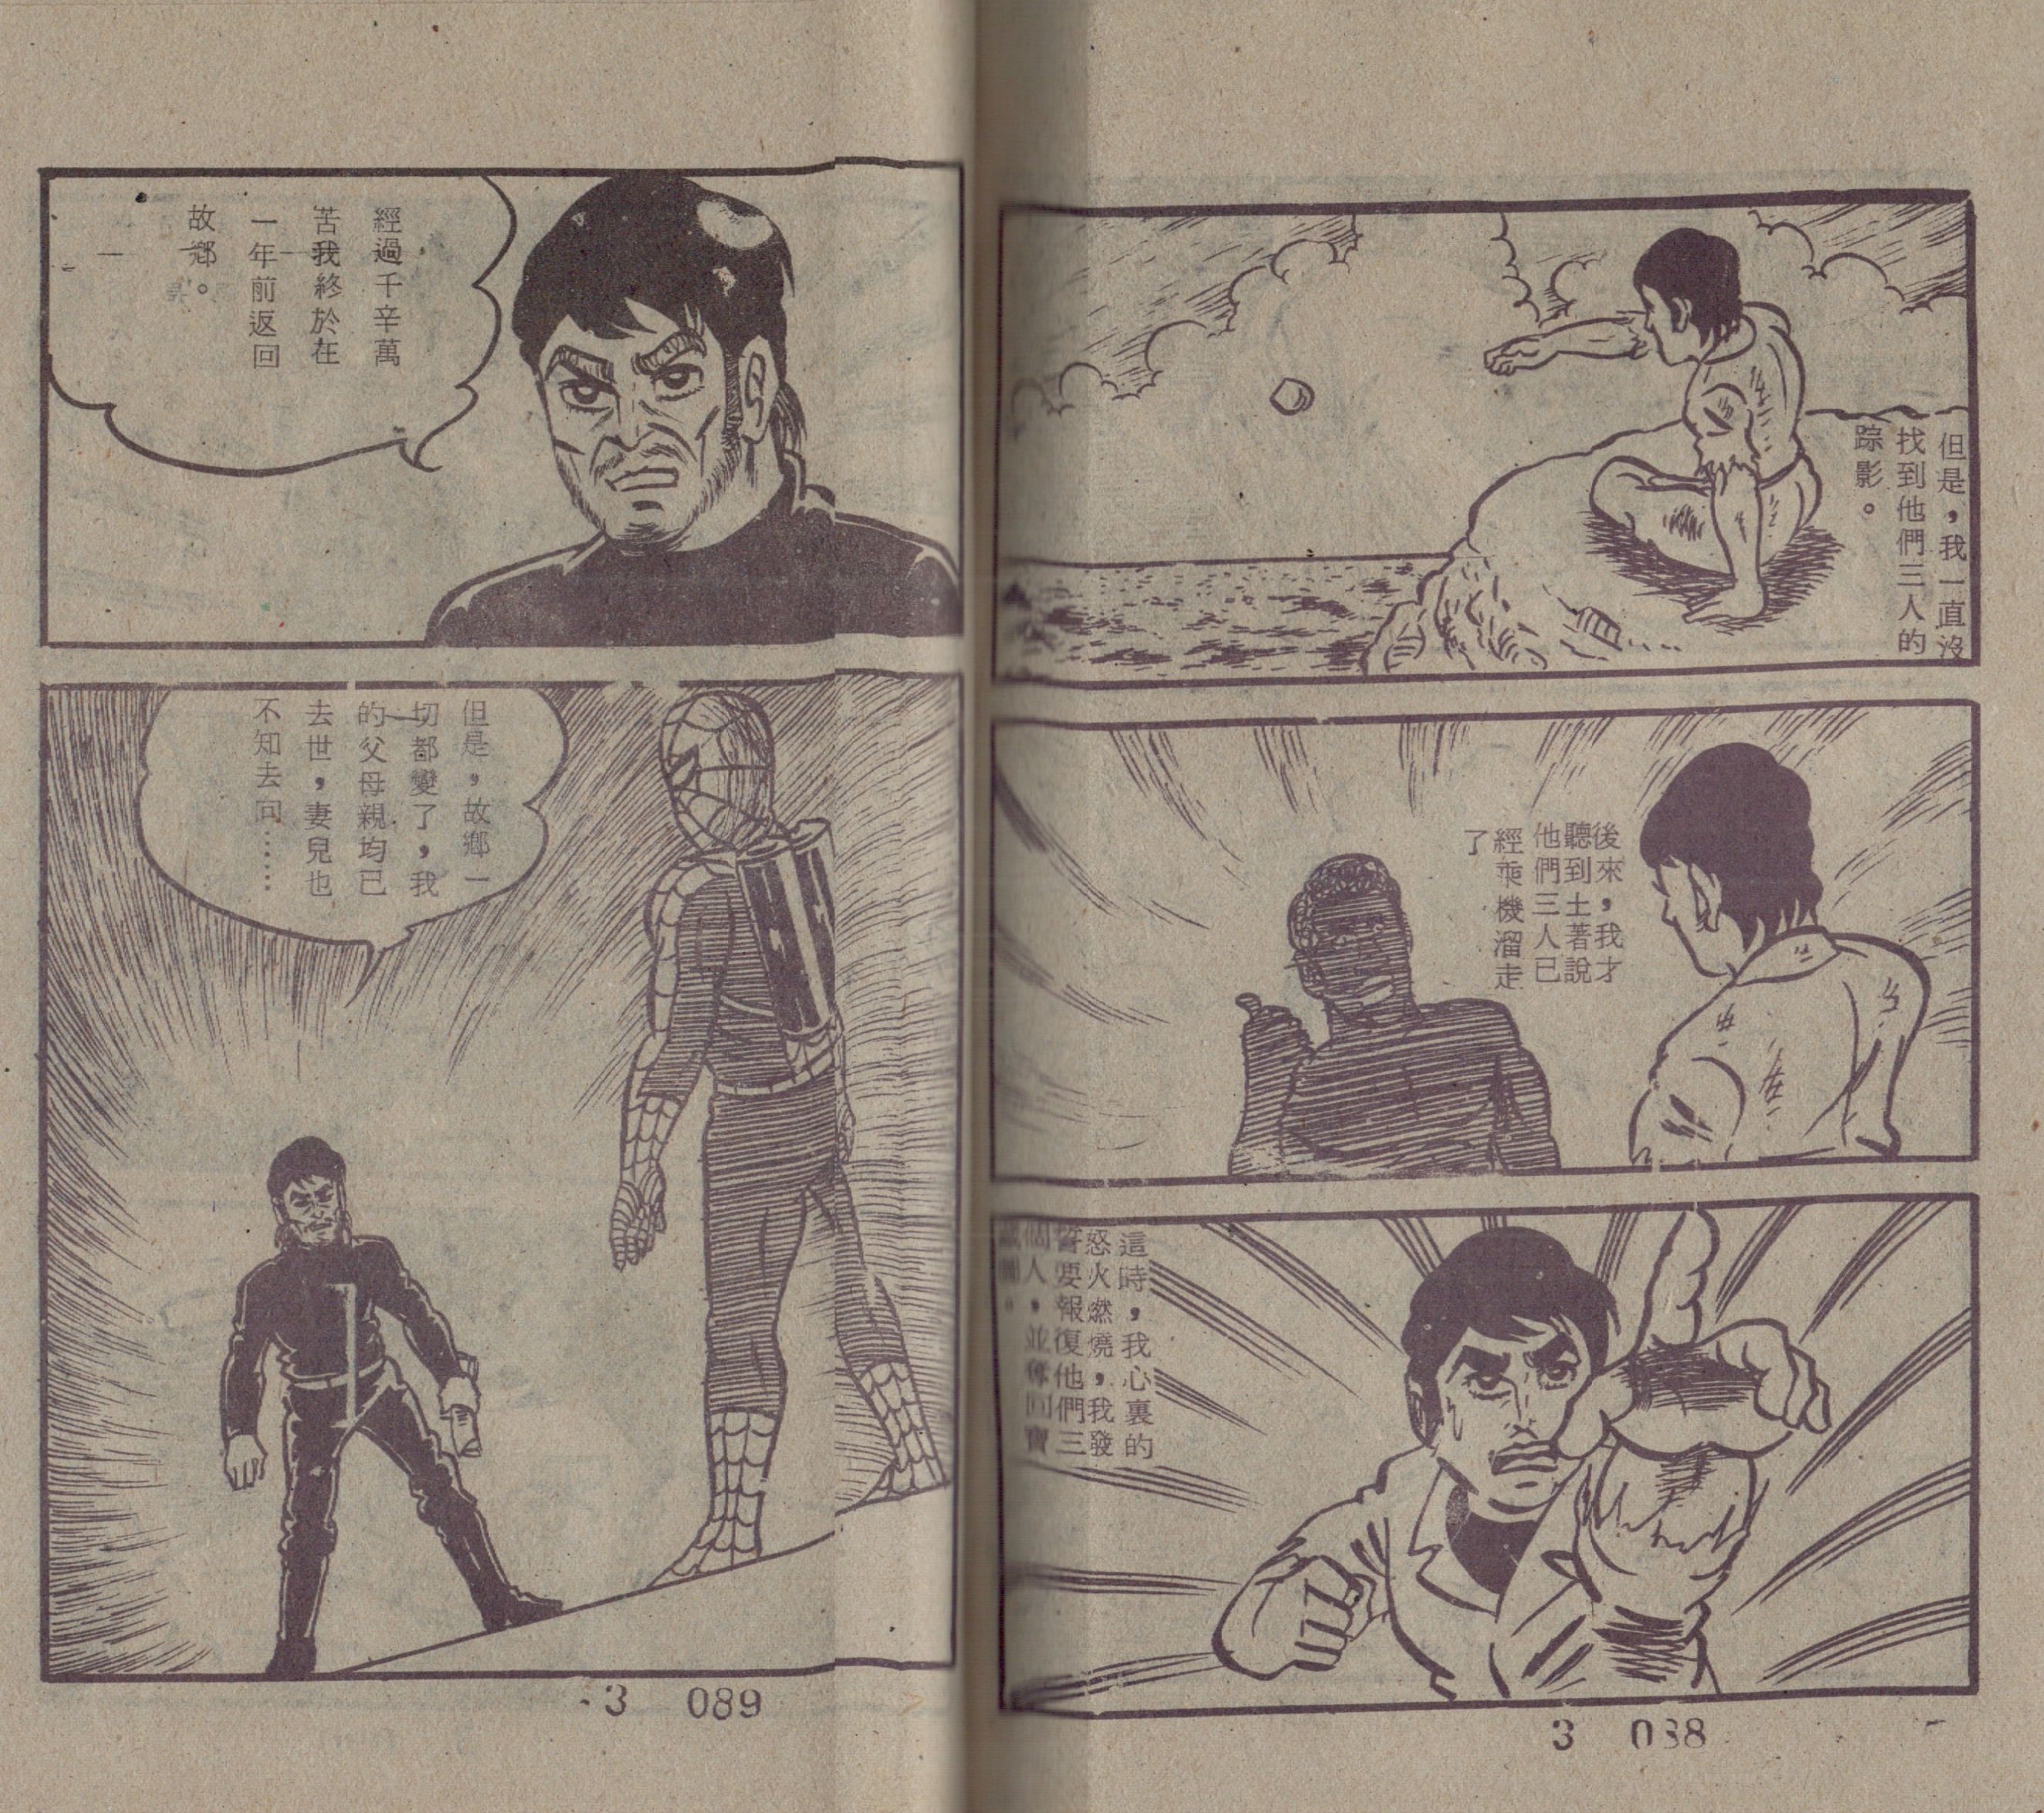 但是，我一直沒
找到他們三人的
踪影。
後來，我才
聽到土著說
他們三人已
經乘機溜走
了
這時，我心裏的
怒火燃燒，我發
誓要報復他們三
個人，並奪回寶
。
3 088
經過千辛萬
苦我終於在
一年前返回
故鄉。
但是，故鄉一
切都變了，我
的父母親均已
去世，妻兒也
不知去向……
3 089